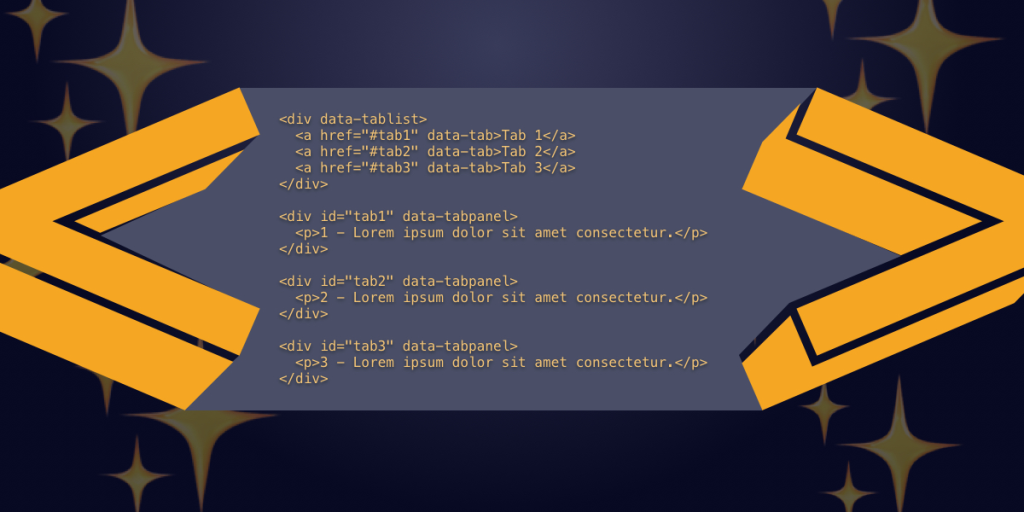 <div data-tablist>
  <a href="#tab1" data-tab>Tab 1</a>
  <a href="#tab2" data-tab>Tab 2</a>
  <a href="#tab3" data-tab>Tab 3</a>
</div>

<div id="tab1" data-tabpanel>
  <p>1 - Lorem ipsum dolor sit amet consectetur.</p>
</div>

<div id="tab2" data-tabpanel>
  <p>2 - Lorem ipsum dolor sit amet consectetur.</p>
</div>

<div id="tab3" data-tabpanel>
  <p>3 - Lorem ipsum dolor sit amet consectetur.</p>
</div>